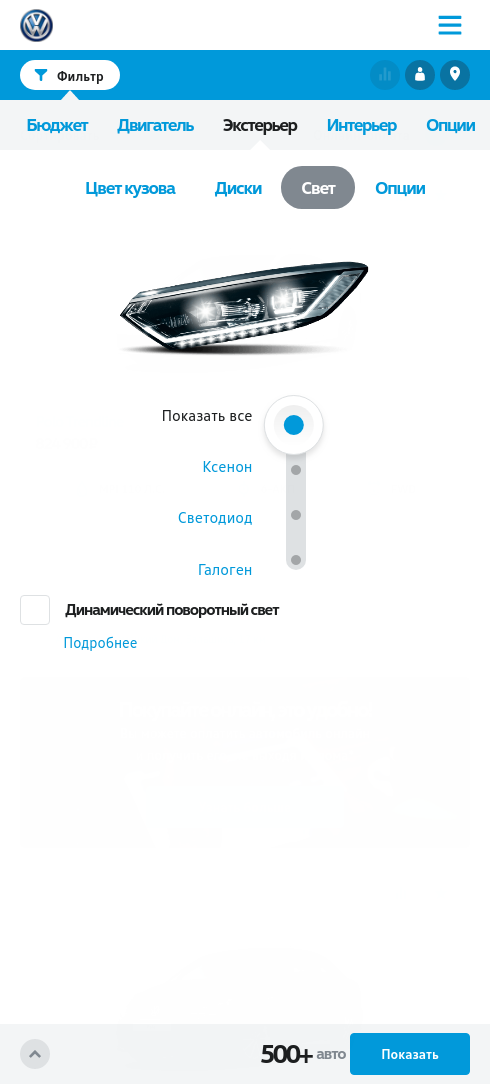 Фильтр
Бюджет Двигатель Экстерьер Интерьер Опции
Цвет кузова Диски Свет Опции
Показать все
Ксенон
Светодиод
Галоген
Динамический поворотный свет
Подробнее
500+ авто Показать